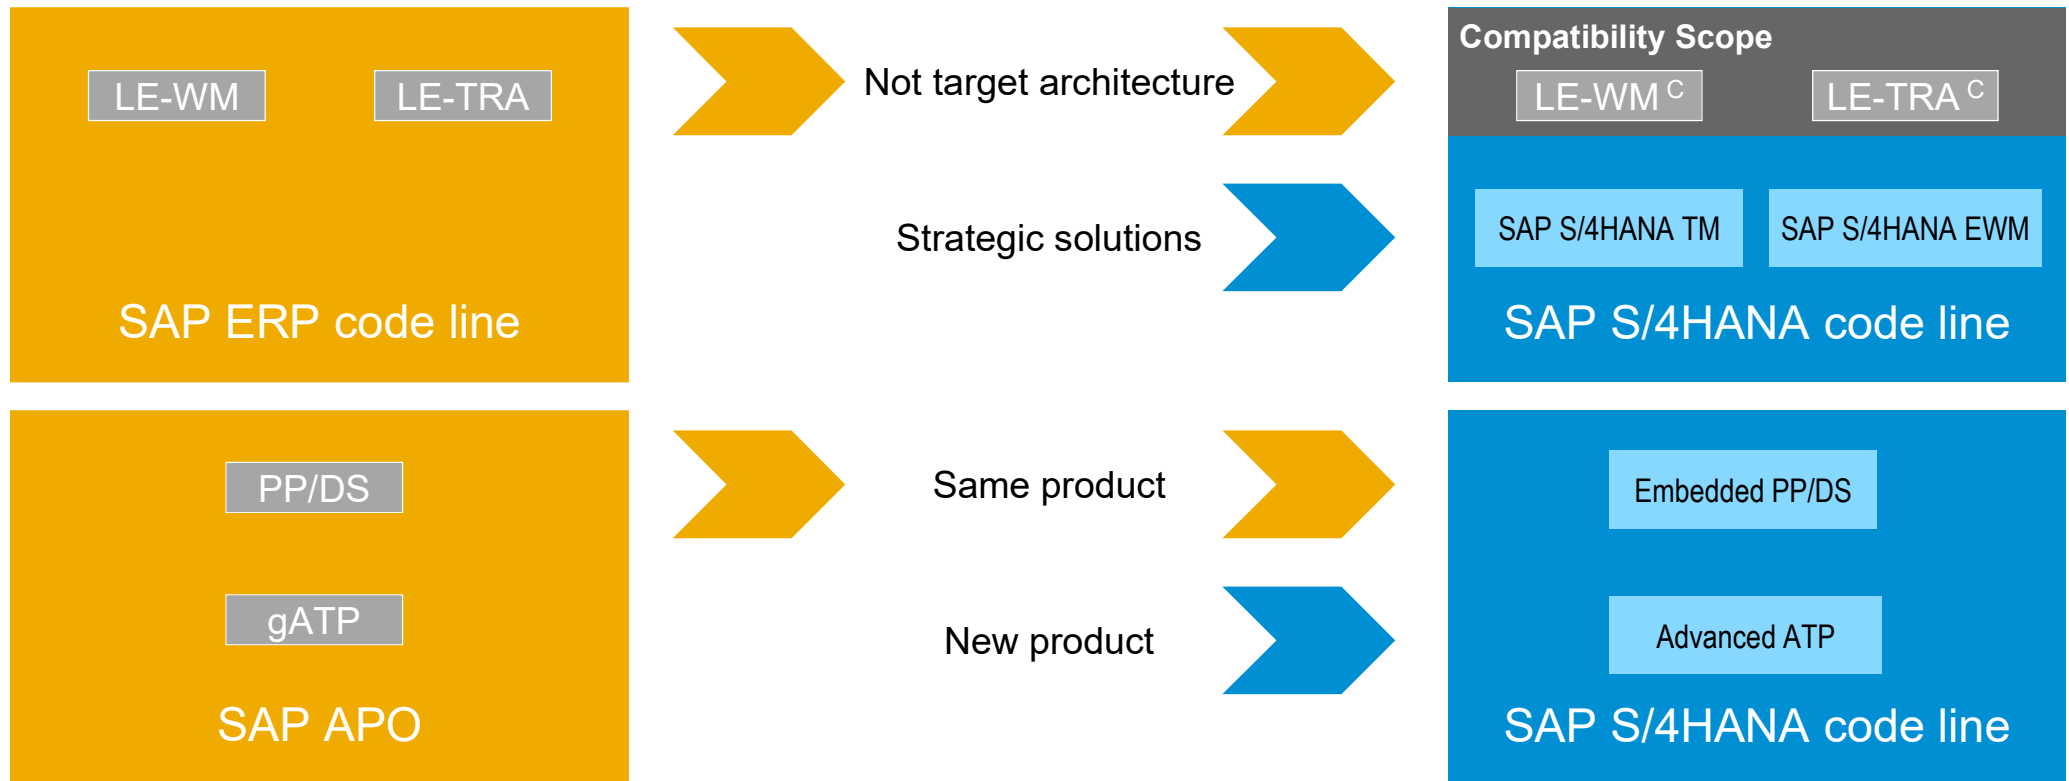 LE-WM
LE-TRA
SAP ERP code line
Not target architecture
Strategic solutions
Compatibility Scope
LE-WM C
LE-TRA C
SAP S/4HANA TM
SAP S/4HANA EWM
SAP S/4HANA code line
PP/DS
gATP
SAP APO
Same product
New product
Embedded PP/DS
Advanced ATP
SAP S/4HANA code line